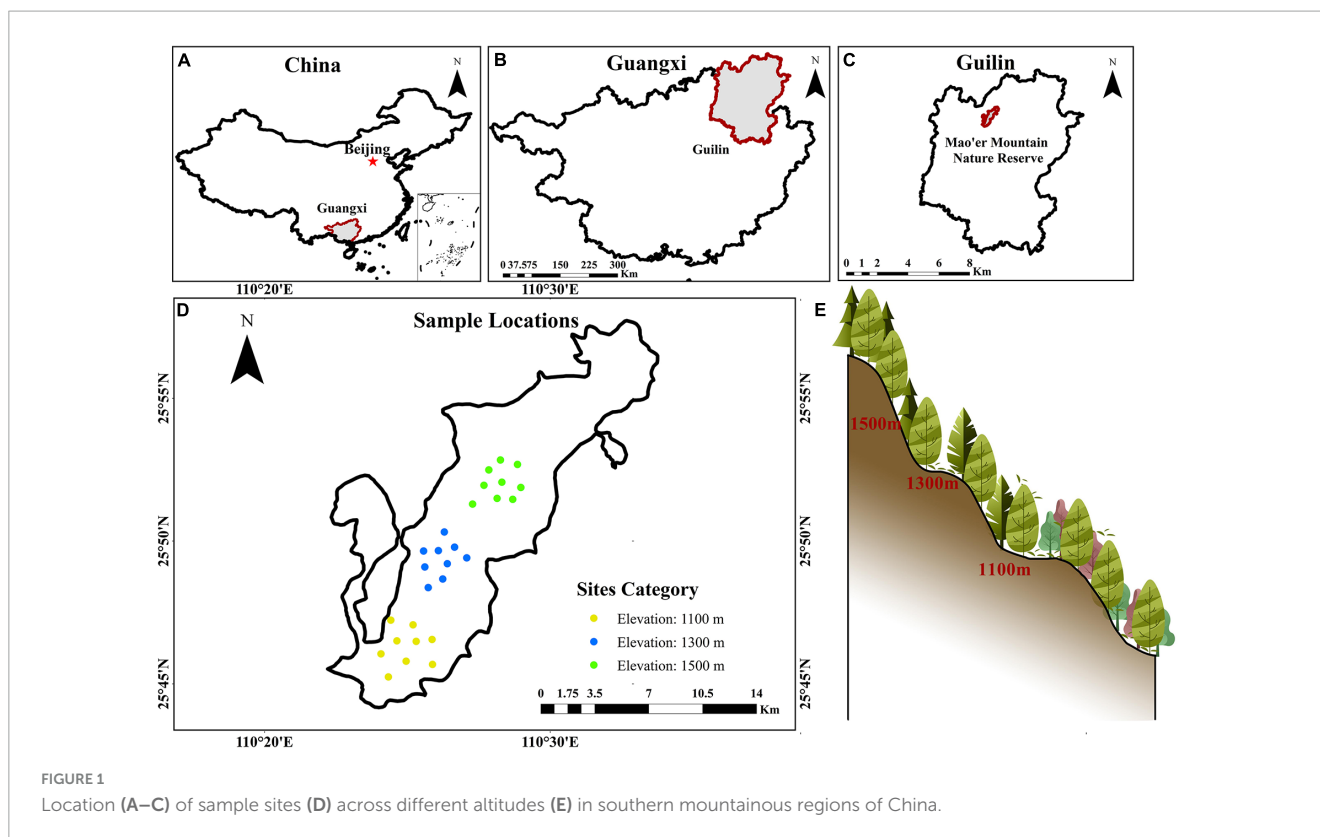 A
China
N
Beijing
Guangxi
B
Guangxi
N
Guilin
0 37.575 150 225 300
Km
C
Guilin
N
Mao'er Mountain
Nature Reserve
0 1 2 4 6 8
Km
110°20'E 110°30'E
D
Sample Locations
N
25°55'N
25°50'N
25°45'N
25°55'N
25°50'N
25°45'N
Sites Category
Elevation: 1100 m
Elevation: 1300 m
Elevation: 1500 m
0 1.75 3.5 7 10.5 14
Km
110°20'E 110°30'E
E
1500m
1300m
1100m
FIGURE 1
Location (A–C) of sample sites (D) across different altitudes (E) in southern mountainous regions of China.